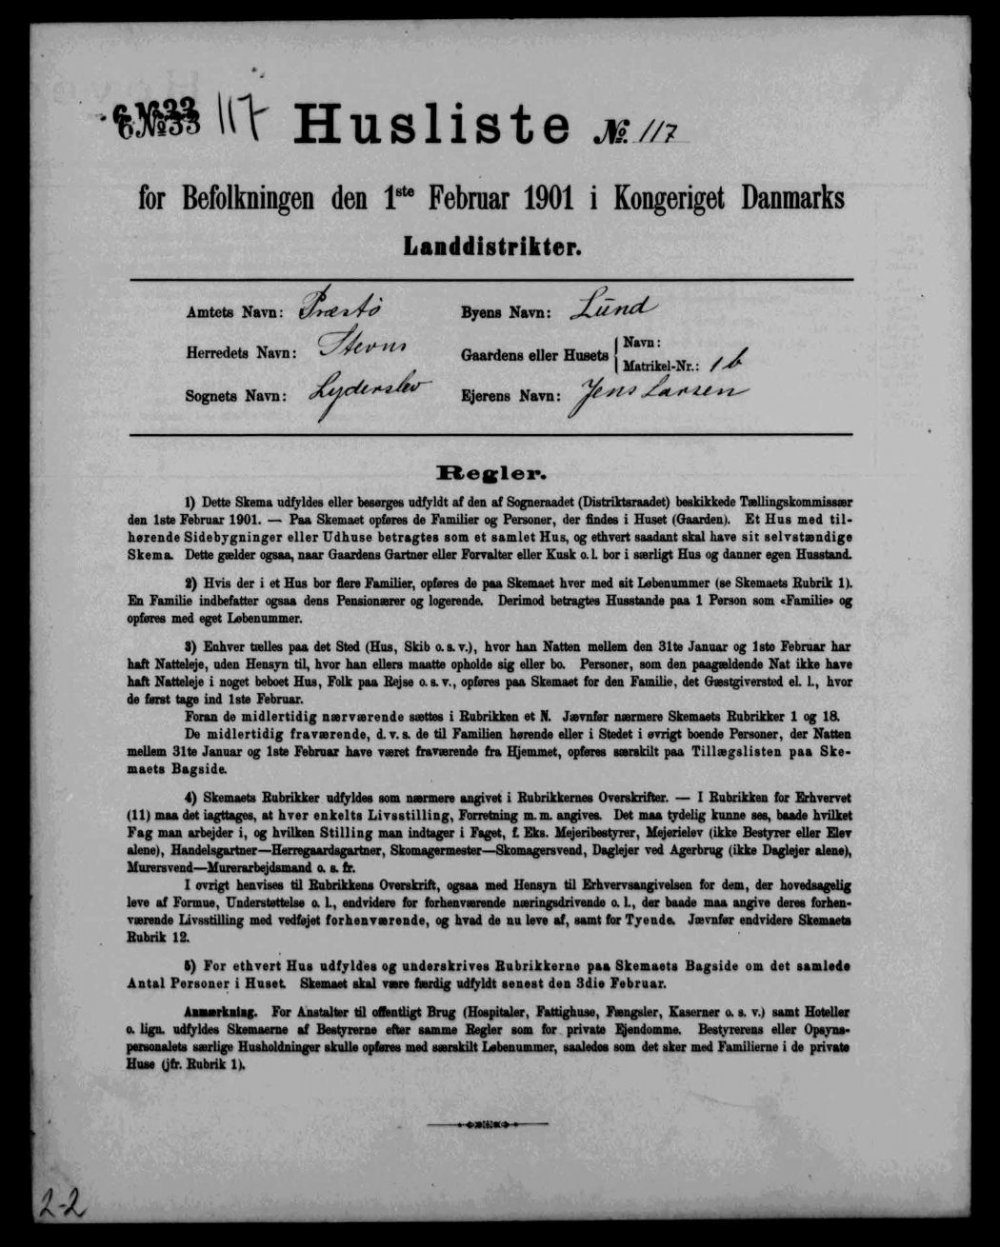 6 № 33
6 № 33
117
Husliste №. 117
for Befolkningen den 1ste Februar 1901 i Kongeriget Danmarks
Landdistrikter.
Amtets Navn: Præstø
Byens Navn: Lund
Herredets Navn: Stevns
Gaardens eller Husets
Navn:
Matrikel-Nr.: 1 b
Sognets Navn: Lyderslev
Ejerens Navn: Jens Larsen
Regler.
1) Dette Skema udfyldes eller besørges udfyldt af den af Sogneraadet (Distriktsraadet) beskikkede Tællingskommissær
den 1ste Februar 1901. — Paa Skemaet opføres de Familier og Personer, der findes i Huset (Gaarden). Et Hus med til-
hørende Sidebygninger eller Udhuse betragtes som et samlet Hus, og ethvert saadant skal have sit selvstændige
Skema. Dette gælder ogsaa, naar Gaardens Gartner eller Forvalter eller Kusk o. l. bor i særligt Hus og danner egen Husstand.
2) Hvis der i et Hus bor flere Familier, opføres de paa Skemaet hver med sit Løbenummer (se Skemaets Rubrik 1).
En Familie indbefatter ogsaa dens Pensionærer og logerende. Derimod betragtes Husstande paa 1 Person som «Familie» og
opføres med eget Løbenummer.
3) Enhver tælles paa det Sted (Hus, Skib o. s. v.), hvor han Natten mellem den 31te Januar og 1ste Februar har
haft Natteleje, uden Hensyn til, hvor han ellers maatte opholde sig eller bo. Personer, som den paagældende Nat ikke have
haft Natteleje i noget beboet Hus, Folk paa Rejse o. s. v., opføres paa Skemaet for den Familie, det Gæstgiversted el. l., hvor
de først tage ind 1ste Februar.
Foran de midlertidig nærværende sættes i Rubrikken et N. Jævnfør nærmere Skemaets Rubrikker 1 og 18.
De midlertidig fraværende, d. v. s. de til Familien hørende eller i Stedet i øvrigt boende Personer, der Natten
mellem 31te Januar og 1ste Februar have været fraværende fra Hjemmet, opføres særskilt paa Tillægslisten paa Ske-
maets Bagside.
4) Skemaets Rubrikker udfyldes som nærmere angivet i Rubrikkernes Overskrifter. — I Rubrikken for Erhvervet
(11) maa det iagttages, at hver enkelts Livsstilling, Forretning m. m. angives. Det maa tydelig kunne ses, baade hvilket
Fag man arbejder i, og hvilken Stilling man indtager i Faget, f. Eks. Mejeribestyrer, Mejerielev (ikke Bestyrer eller Elev
alene), Handelsgartner—Herregaardsgartner, Skomagermester—Skomagersvend, Daglejer ved Agerbrug (ikke Daglejer alene),
Murersvend—Murerarbejdsmand o. s. fr.
I øvrigt henvises til Rubrikkens Overskrift, ogsaa med Hensyn til Erhvervsangivelsen for dem, der hovedsagelig
leve af Formue, Understøttelse o. l., endvidere for forhenværende næringsdrivende o. l., der baade maa angive deres forhen-
værende Livsstilling med vedføjet forhenværende, og hvad de nu leve af, samt for Tyende. Jævnfør endvidere Skemaets
Rubrik 12.
5) For ethvert Hus udfyldes og underskrives Rubrikkerne paa Skemaets Bagside om det samlede
Antal Personer i Huset. Skemaet skal være færdig udfyldt senest den 3die Februar.
Anmærkning. For Anstalter til offentligt Brug (Hospitaler, Fattighuse, Fængsler, Kaserner o. s. v.) samt Hoteller
o. lign. udfyldes Skemaerne af Bestyrerne efter samme Regler som for private Ejendomme. Bestyrerens eller Opsyns-
personalets særlige Husholdninger skulle opføres med særskilt Løbenummer, saaledes som det sker med Familierne i de private
Huse (jfr. Rubrik 1).
2-2